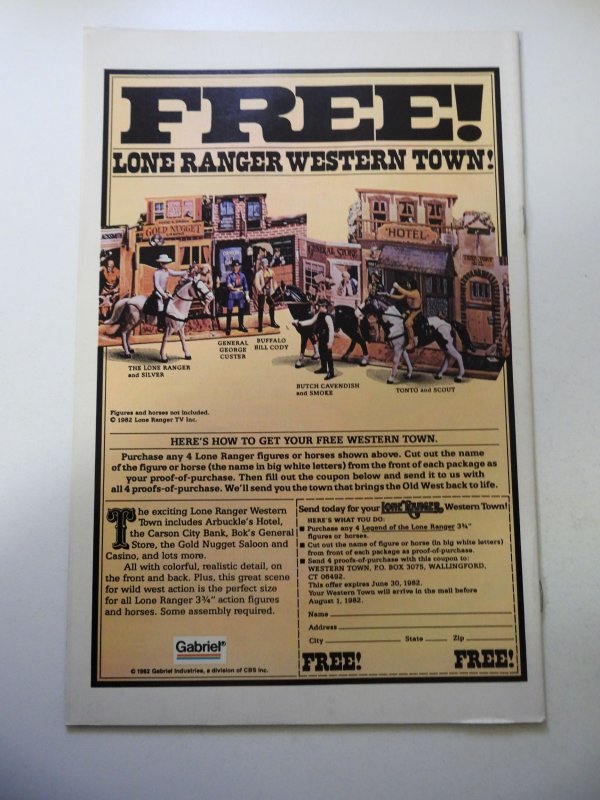 FREE!
LONE RANGER WESTERN TOWN!
GOLD NUGGET
GENERAL STORE
HOTEL
THE LONE RANGER
and SILVER
GENERAL
GEORGE
CUSTER
BUFFALO
BILL CODY
BUTCH CAVENDISH
and SMOKE
TONTO and SCOUT
Figures and horses not included.
© 1982 Lone Ranger TV Inc.
HERE'S HOW TO GET YOUR FREE WESTERN TOWN.
Purchase any 4 Lone Ranger figures or horses shown above. Cut out the name
of the figure or horse (the name in big white letters) from the front of each package as
your proof-of-purchase. Then fill out the coupon below and send it to us with
all 4 proofs-of-purchase. We'll send you the town that brings the Old West back to life.
The exciting Lone Ranger Western
Town includes Arbuckle's Hotel,
the Carson City Bank, Bok's General
Store, the Gold Nugget Saloon and
Casino, and lots more.
All with colorful, realistic detail, on
the front and back. Plus, this great scene
for wild west action is the perfect size
for all Lone Ranger 3¾" action figures
and horses. Some assembly required.
Gabriel®
© 1982 Gabriel Industries, a division of CBS Inc.
Send today for your LONE RANGER Western Town!
HERE'S WHAT YOU DO:
■ Purchase any 4 Legend of the Lone Ranger 3¾"
figures or horses.
■ Cut out the name of figure or horse (in big white letters)
from front of each package as proof-of-purchase.
■ Send 4 proofs-of-purchase with this coupon to:
WESTERN TOWN, P.O. BOX 3075, WALLINGFORD,
CT 06492.
This offer expires June 30, 1982.
Your Western Town will arrive in the mail before
August 1, 1982.
Name
Address
City State Zip
FREE! FREE!